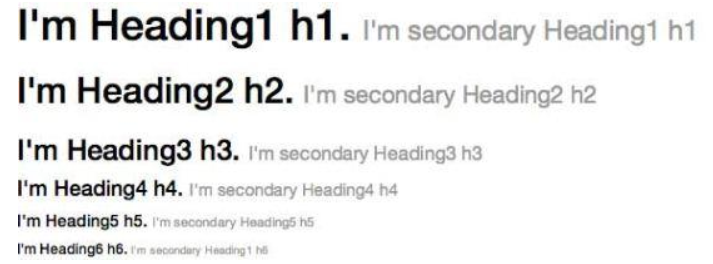 I'm Heading1 h1. I'm secondary Heading1 h1
I'm Heading2 h2. I'm secondary Heading2 h2
I'm Heading3 h3. I'm secondary Heading3 h3
I'm Heading4 h4. I'm secondary Heading4 h4
I'm Heading5 h5. I'm secondary Heading5 h5
I'm Heading6 h6. I'm secondary Heading1 h6